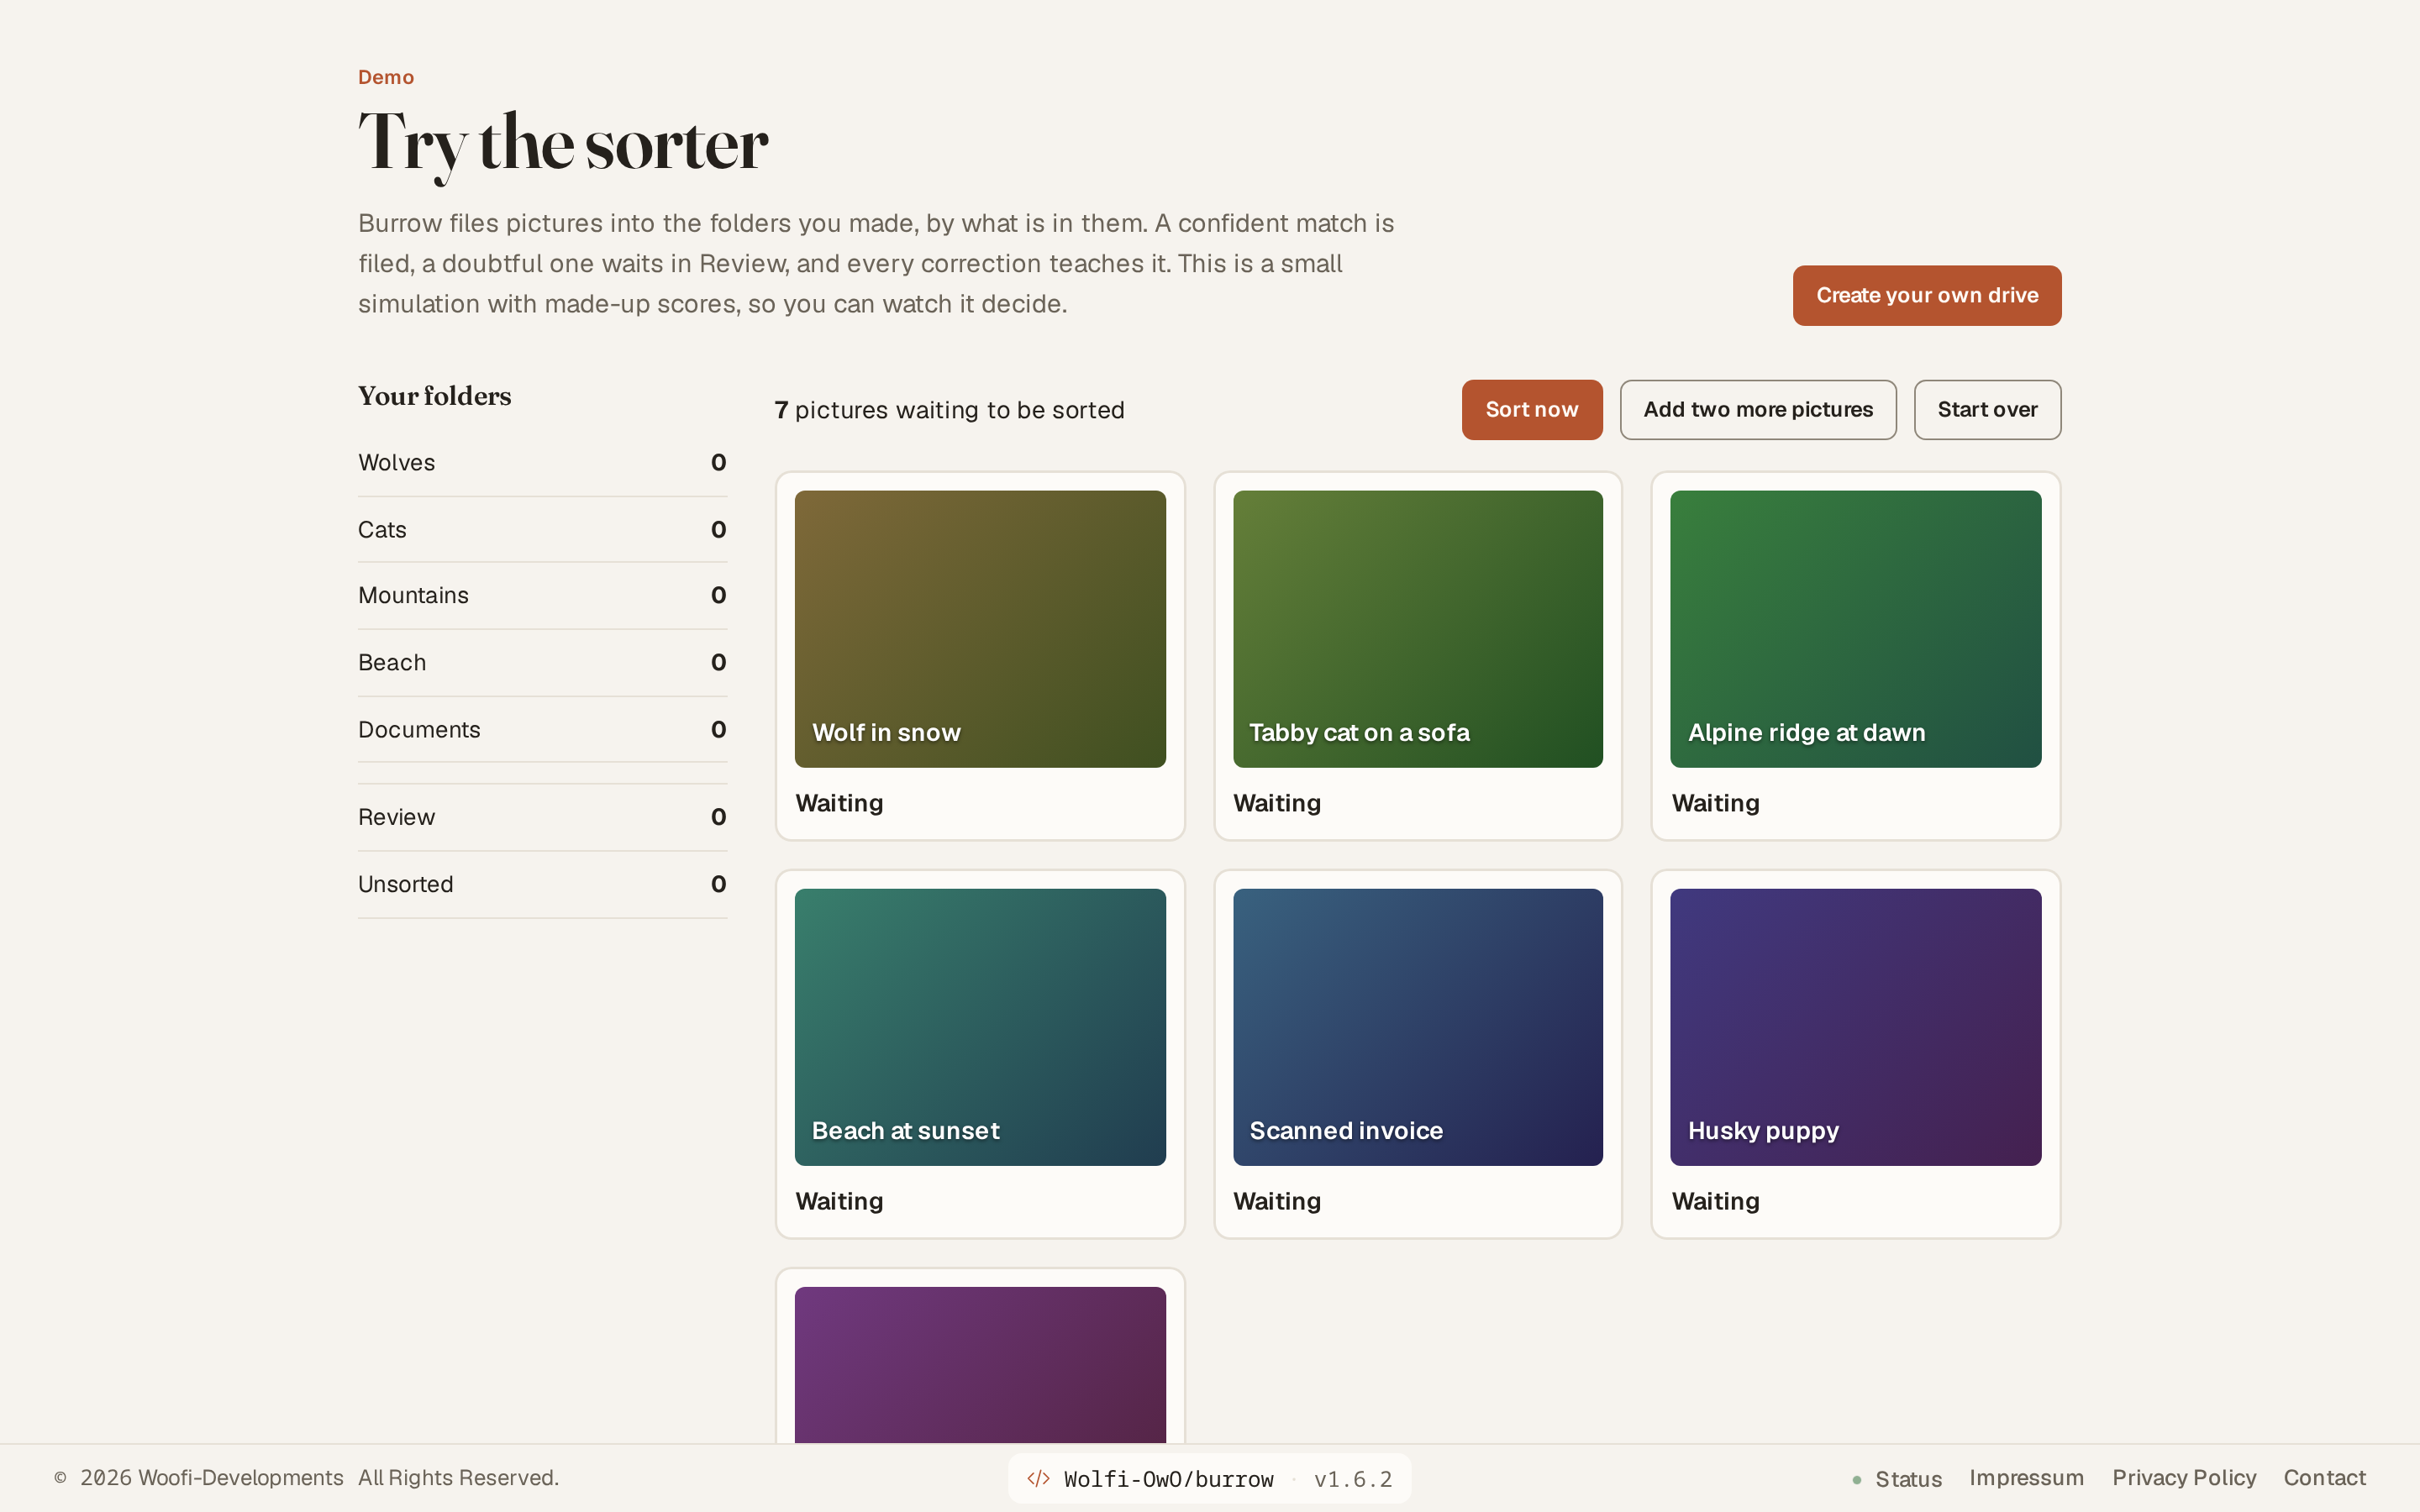 Demo
Try the sorter
Burrow files pictures into the folders you made, by what is in them. A confident match is
filed, a doubtful one waits in Review, and every correction teaches it. This is a small
simulation with made-up scores, so you can watch it decide.
Create your own drive
Your folders
Wolves 0
Cats 0
Mountains 0
Beach 0
Documents 0
Review 0
Unsorted 0
7 pictures waiting to be sorted
Sort now
Add two more pictures
Start over
Wolf in snow
Waiting
Tabby cat on a sofa
Waiting
Alpine ridge at dawn
Waiting
Beach at sunset
Waiting
Scanned invoice
Waiting
Husky puppy
Waiting
© 2026 Woofi-Developments All Rights Reserved.
</> Wolfi-OwO/burrow · v1.6.2
Status
Impressum
Privacy Policy
Contact